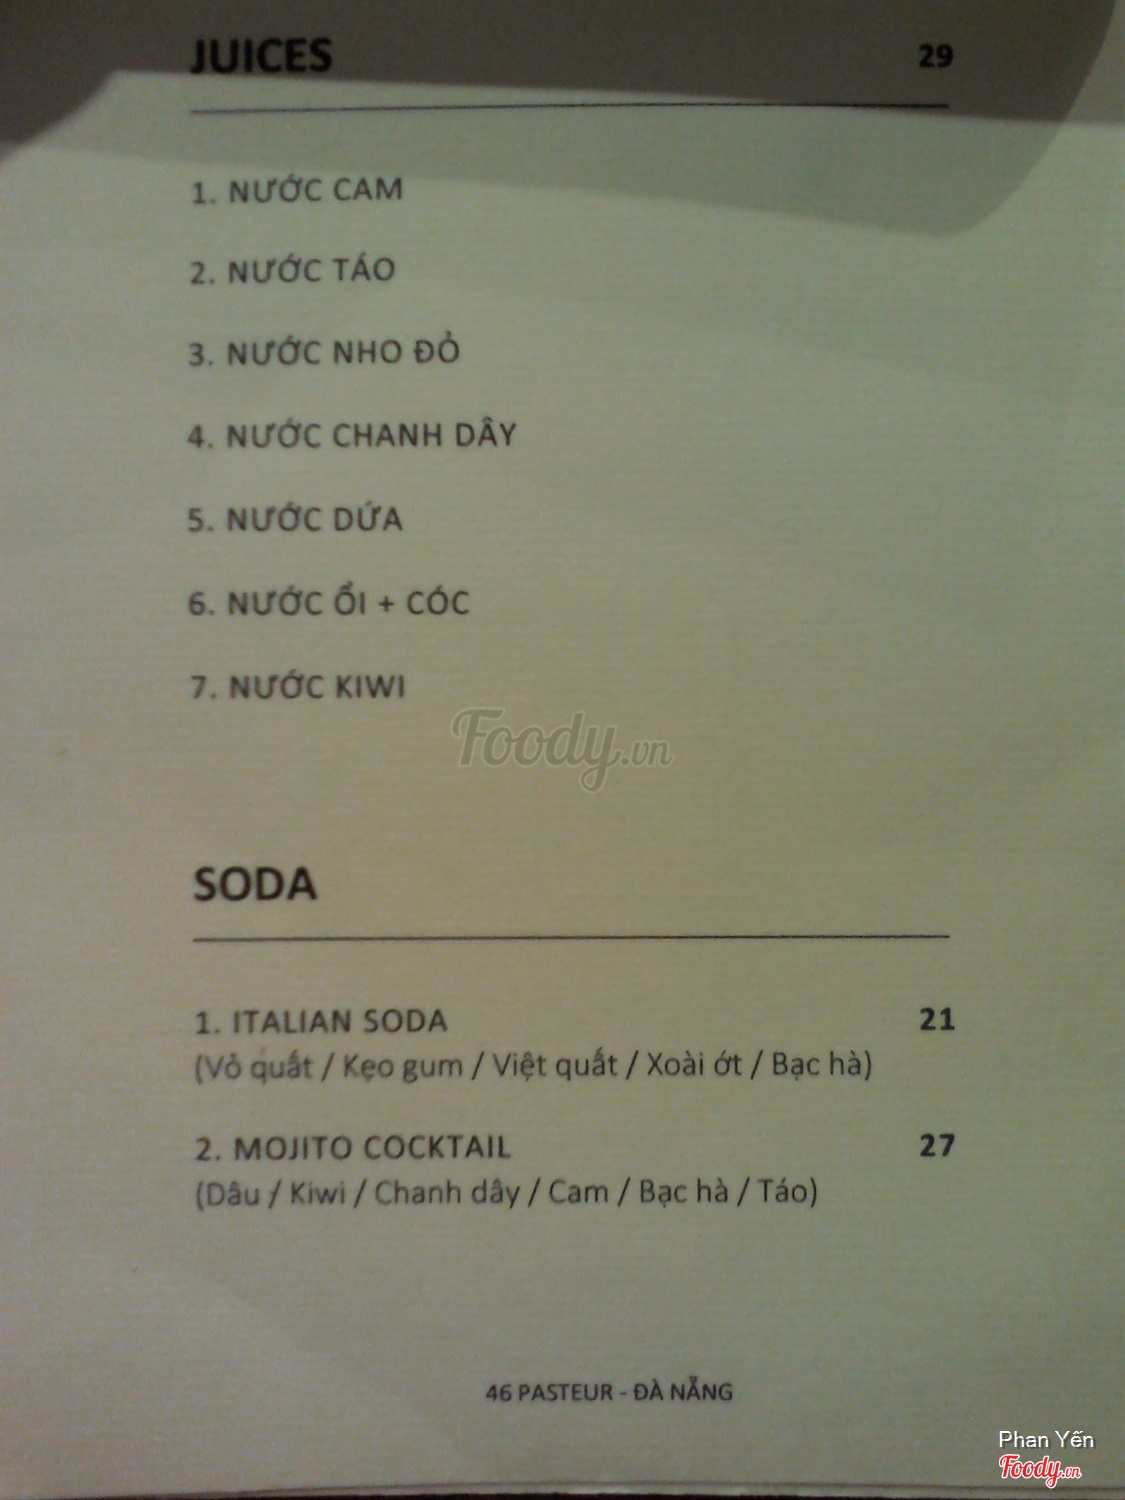 JUICES 29
1. NƯỚC CAM
2. NƯỚC TÁO
3. NƯỚC NHO ĐỎ
4. NƯỚC CHANH DÂY
5. NƯỚC DỨA
6. NƯỚC ỔI + CÓC
7. NƯỚC KIWI
Foody.vn
SODA
1. ITALIAN SODA 21
(Vỏ quất / Kẹo gum / Việt quất / Xoài ớt / Bạc hà)
2. MOJITO COCKTAIL 27
(Dâu / Kiwi / Chanh dây / Cam / Bạc hà / Táo)
46 PASTEUR - ĐÀ NẴNG
Phan Yến
Foody.vn